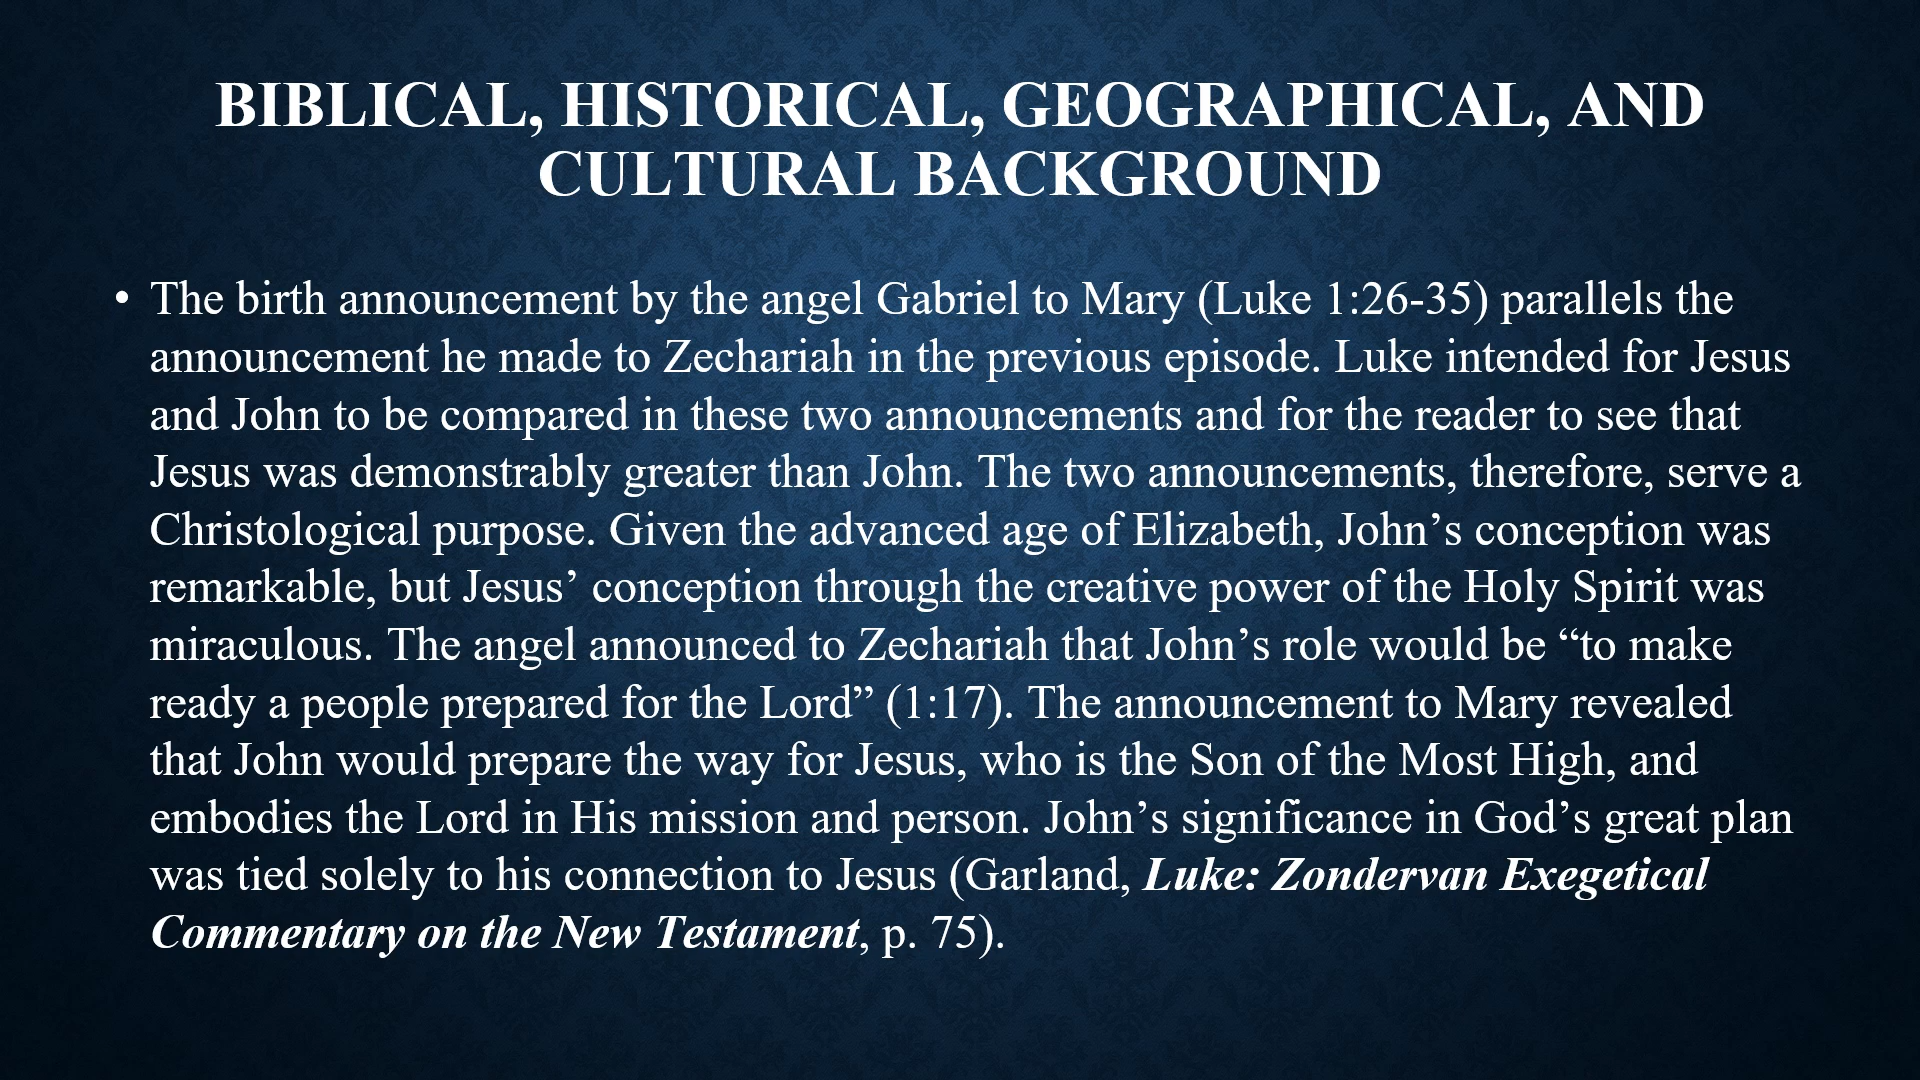 BIBLICAL, HISTORICAL, GEOGRAPHICAL, AND
CULTURAL BACKGROUND
• The birth announcement by the angel Gabriel to Mary (Luke 1:26-35) parallels the
announcement he made to Zechariah in the previous episode. Luke intended for Jesus
and John to be compared in these two announcements and for the reader to see that
Jesus was demonstrably greater than John. The two announcements, therefore, serve a
Christological purpose. Given the advanced age of Elizabeth, John’s conception was
remarkable, but Jesus’ conception through the creative power of the Holy Spirit was
miraculous. The angel announced to Zechariah that John’s role would be “to make
ready a people prepared for the Lord” (1:17). The announcement to Mary revealed
that John would prepare the way for Jesus, who is the Son of the Most High, and
embodies the Lord in His mission and person. John’s significance in God’s great plan
was tied solely to his connection to Jesus (Garland, Luke: Zondervan Exegetical
Commentary on the New Testament, p. 75).